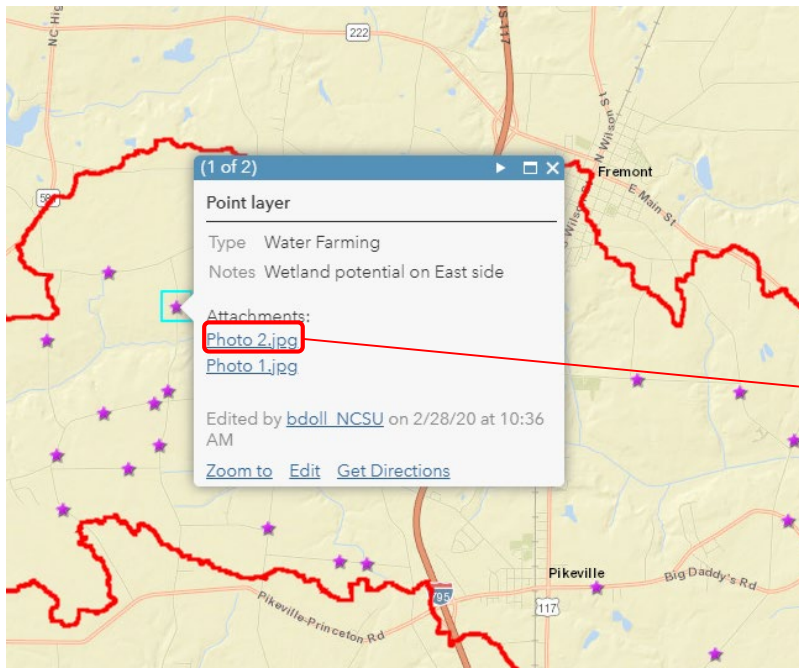 NC Hig
222
US-117
N Wilson St
Fremont
E Main St
581
(1 of 2)
Point layer
Type Water Farming
Notes Wetland potential on East side
Attachments:
Photo 2.jpg
Photo 1.jpg
Edited by bdoll_NCSU on 2/28/20 at 10:36
AM
Zoom to Edit Get Directions
Pikeville
Big Daddy's Rd
795
117
Pikeville-Princeton Rd